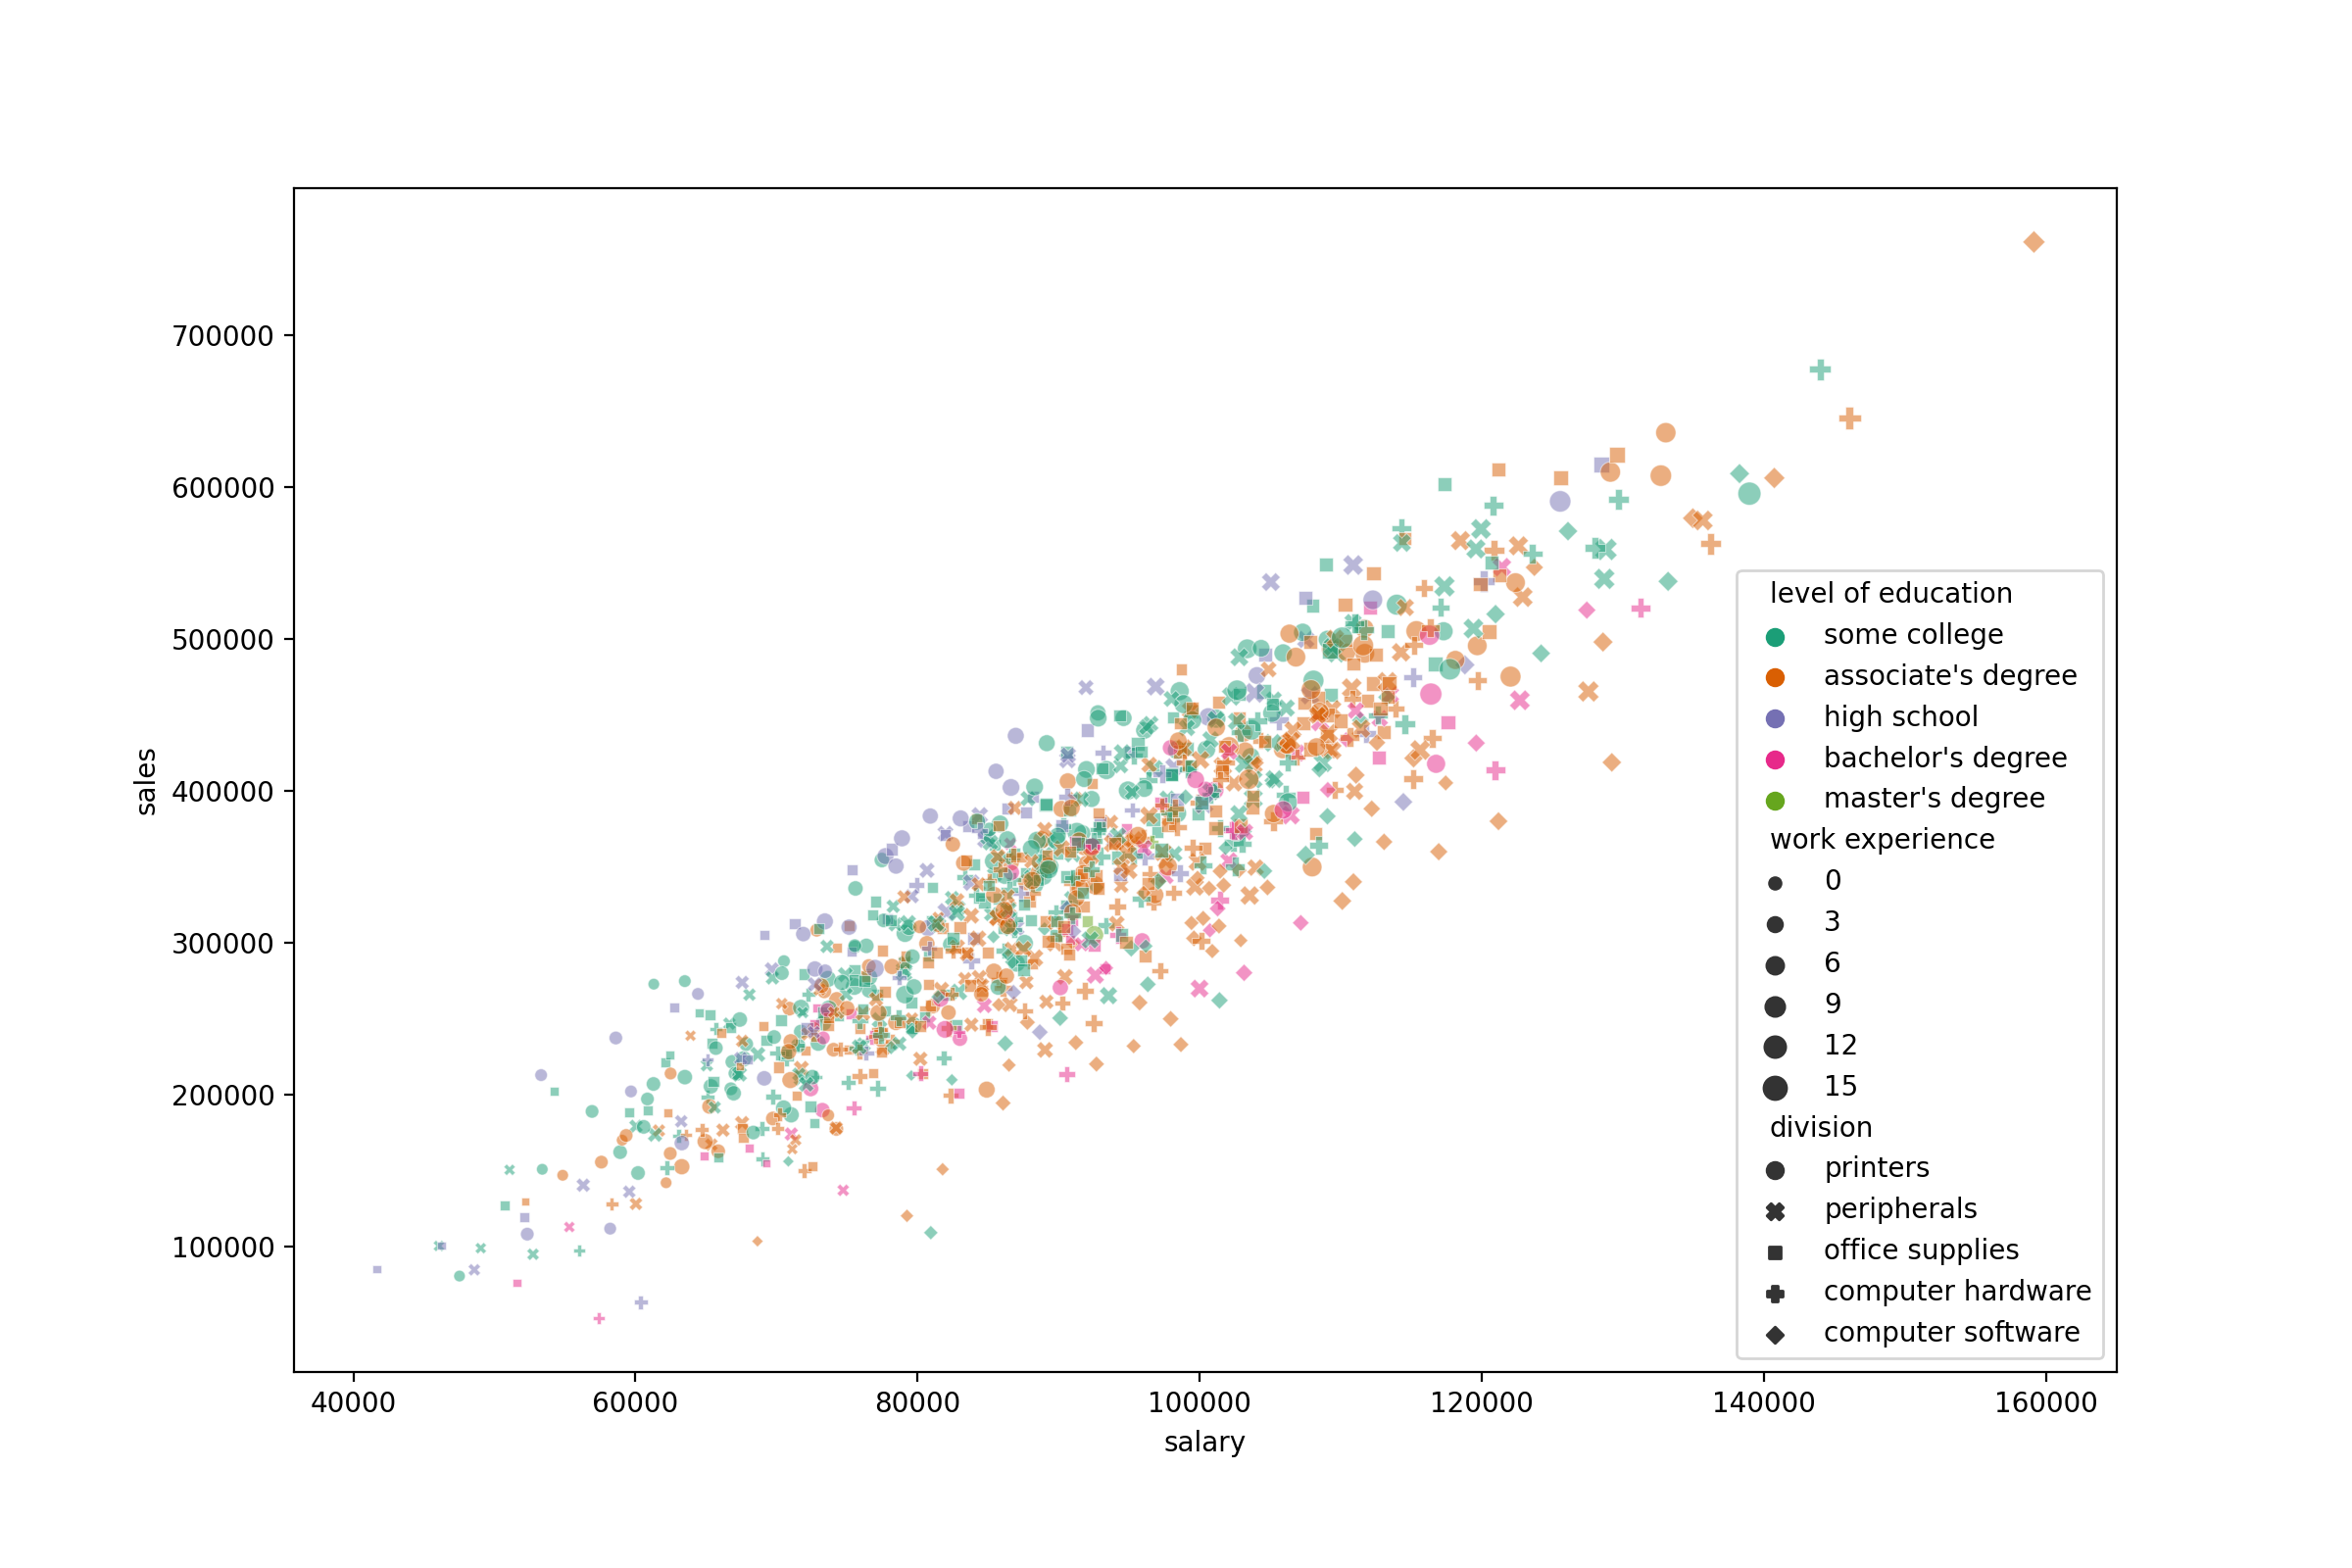 700000
600000
500000
400000
300000
200000
100000
sales
40000 60000 80000 100000 120000 140000 160000
salary
level of education
some college
associate's degree
high school
bachelor's degree
master's degree
work experience
0
3
6
9
12
15
division
printers
peripherals
office supplies
computer hardware
computer software